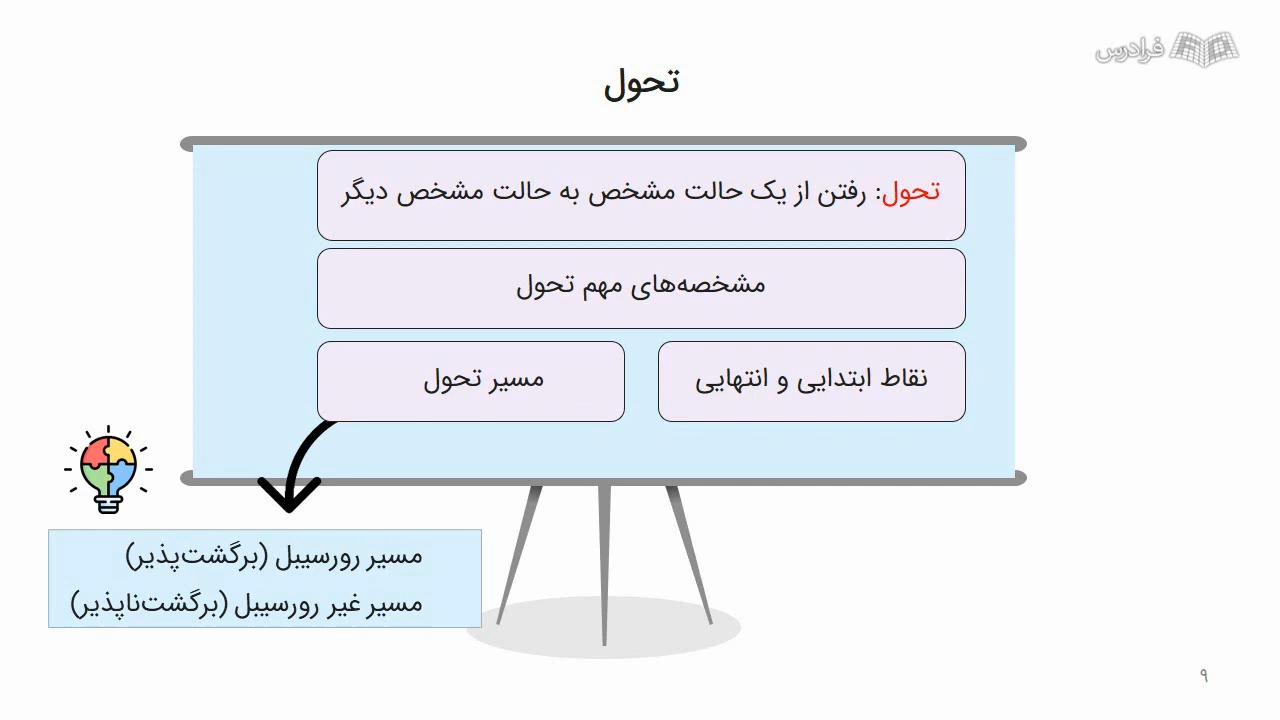 فرادرس
تحول
تحول: رفتن از یک حالت مشخص به حالت مشخص دیگر
مشخصه‌های مهم تحول
نقاط ابتدایی و انتهایی
مسیر تحول
مسیر رورسیبل (برگشت‌پذیر)
مسیر غیر رورسیبل (برگشت‌ناپذیر)
۹